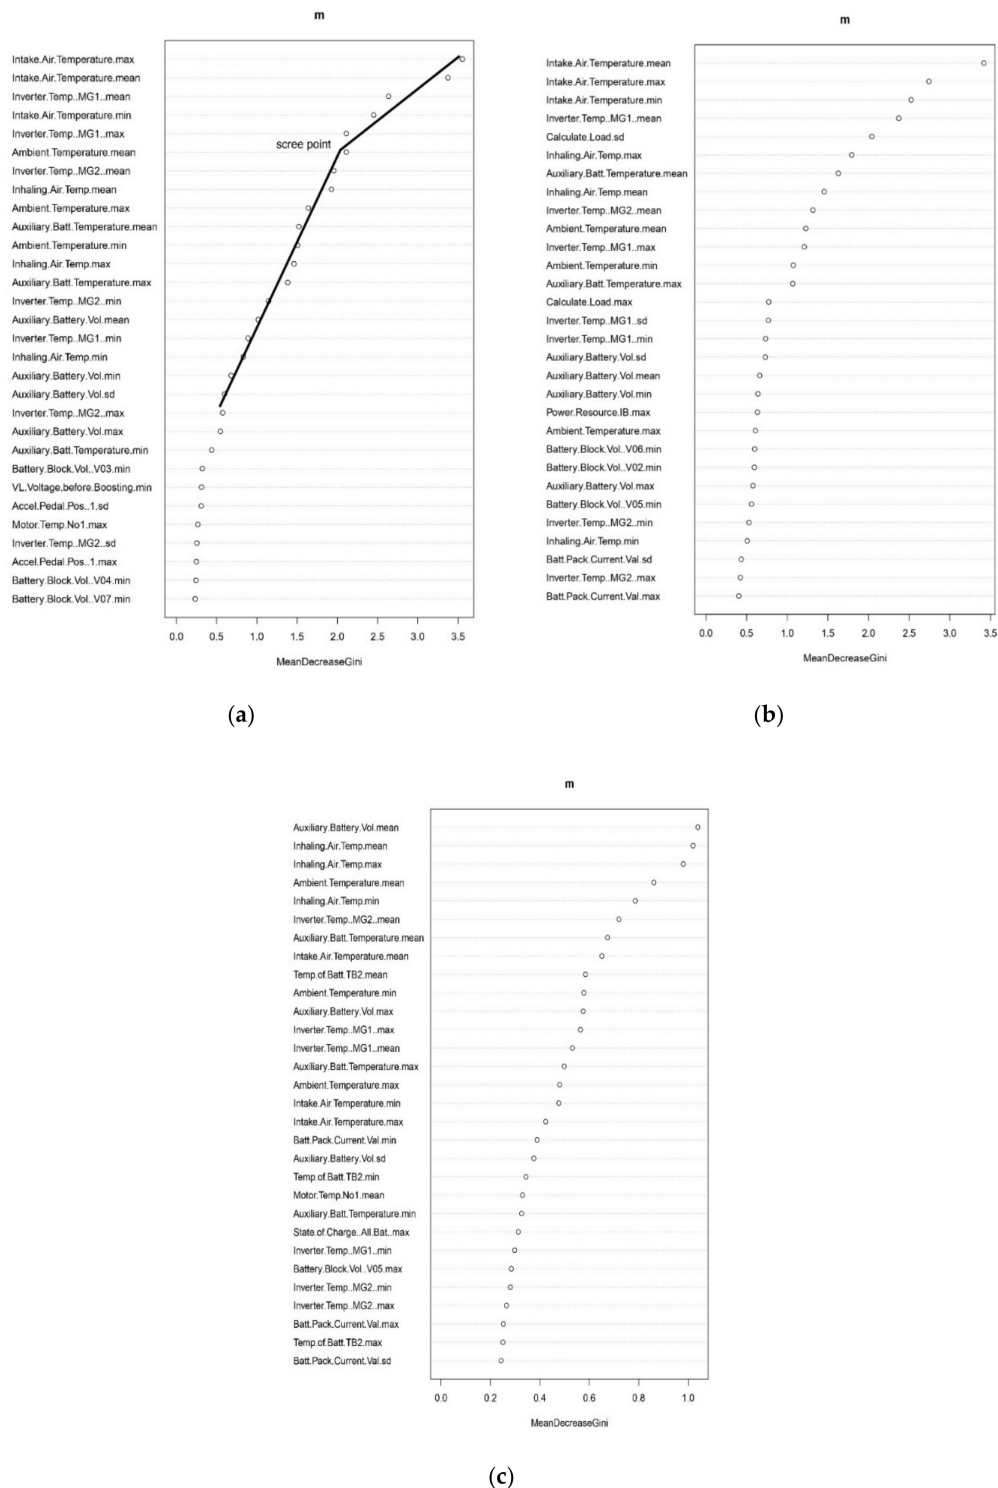 m
Intake.Air.Temperature.max
Intake.Air.Temperature.mean
Inverter.Temp..MG1..mean
Intake.Air.Temperature.min
Inverter.Temp..MG1..max
scree point
Ambient.Temperature.mean
Inverter.Temp..MG2..mean
Inhaling.Air.Temp.mean
Ambient.Temperature.max
Auxiliary.Batt.Temperature.mean
Ambient.Temperature.min
Inhaling.Air.Temp.max
Auxiliary.Batt.Temperature.max
Inverter.Temp..MG2..min
Auxiliary.Battery.Vol.mean
Inverter.Temp..MG1..min
Inhaling.Air.Temp.min
Auxiliary.Battery.Vol.min
Auxiliary.Battery.Vol.sd
Inverter.Temp..MG2..max
Auxiliary.Battery.Vol.max
Auxiliary.Batt.Temperature.min
Battery.Block.Vol..V03.min
VL.Voltage.before.Boosting.min
Accel.Pedal.Pos..1.sd
Motor.Temp.No1.max
Inverter.Temp..MG2..sd
Accel.Pedal.Pos..1.max
Battery.Block.Vol..V04.min
Battery.Block.Vol..V07.min
0.0 0.5 1.0 1.5 2.0 2.5 3.0 3.5
MeanDecreaseGini
(a)
m
Intake.Air.Temperature.mean
Intake.Air.Temperature.max
Intake.Air.Temperature.min
Inverter.Temp..MG1..mean
Calculate.Load.sd
Inhaling.Air.Temp.max
Auxiliary.Batt.Temperature.mean
Inhaling.Air.Temp.mean
Inverter.Temp..MG2..mean
Ambient.Temperature.mean
Inverter.Temp..MG1..max
Ambient.Temperature.min
Auxiliary.Batt.Temperature.max
Calculate.Load.max
Inverter.Temp..MG1..sd
Inverter.Temp..MG1..min
Auxiliary.Battery.Vol.sd
Auxiliary.Battery.Vol.mean
Auxiliary.Battery.Vol.min
Power.Resource.IB.max
Ambient.Temperature.max
Battery.Block.Vol..V06.min
Battery.Block.Vol..V02.min
Auxiliary.Battery.Vol.max
Battery.Block.Vol..V05.min
Inverter.Temp..MG2..min
Inhaling.Air.Temp.min
Batt.Pack.Current.Val.sd
Inverter.Temp..MG2..max
Batt.Pack.Current.Val.max
0.0 0.5 1.0 1.5 2.0 2.5 3.0 3.5
MeanDecreaseGini
(b)
m
Auxiliary.Battery.Vol.mean
Inhaling.Air.Temp.mean
Inhaling.Air.Temp.max
Ambient.Temperature.mean
Inhaling.Air.Temp.min
Inverter.Temp..MG2..mean
Auxiliary.Batt.Temperature.mean
Intake.Air.Temperature.mean
Temp.of.Batt.TB2.mean
Ambient.Temperature.min
Auxiliary.Battery.Vol.max
Inverter.Temp..MG1..max
Inverter.Temp..MG1..mean
Auxiliary.Batt.Temperature.max
Ambient.Temperature.max
Intake.Air.Temperature.min
Intake.Air.Temperature.max
Batt.Pack.Current.Val.min
Auxiliary.Battery.Vol.sd
Temp.of.Batt.TB2.min
Motor.Temp.No1.mean
Auxiliary.Batt.Temperature.min
State.of.Charge..All.Bat..max
Inverter.Temp..MG1..min
Battery.Block.Vol..V05.max
Inverter.Temp..MG2..min
Inverter.Temp..MG2..max
Batt.Pack.Current.Val.max
Temp.of.Batt.TB2.max
Batt.Pack.Current.Val.sd
0.0 0.2 0.4 0.6 0.8 1.0
MeanDecreaseGini
(c)